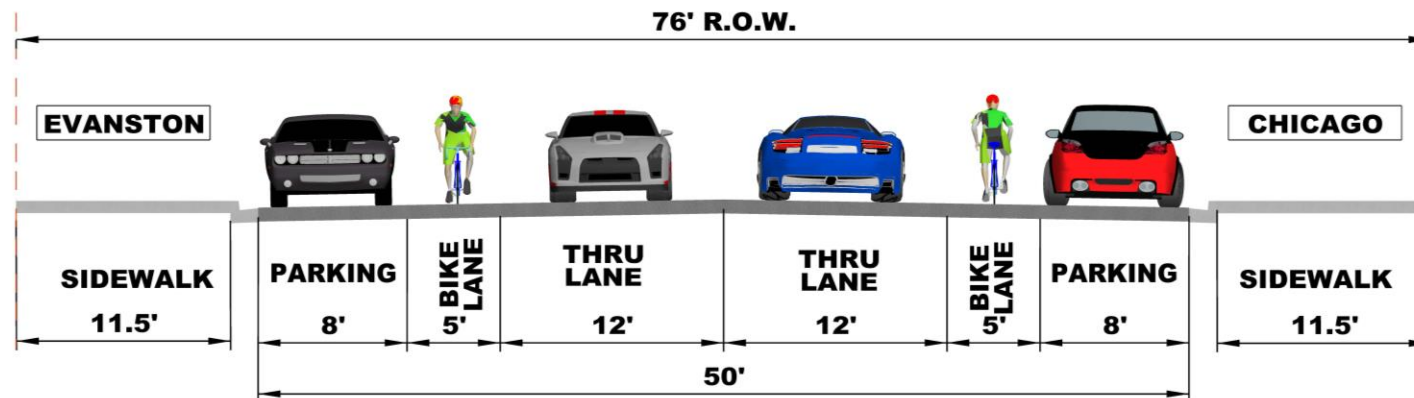 76' R.O.W.
EVANSTON
CHICAGO
SIDEWALK
11.5'
PARKING
8'
BIKE
LANE
5'
THRU
LANE
12'
THRU
LANE
12'
BIKE
LANE
5'
PARKING
8'
SIDEWALK
11.5'
50'